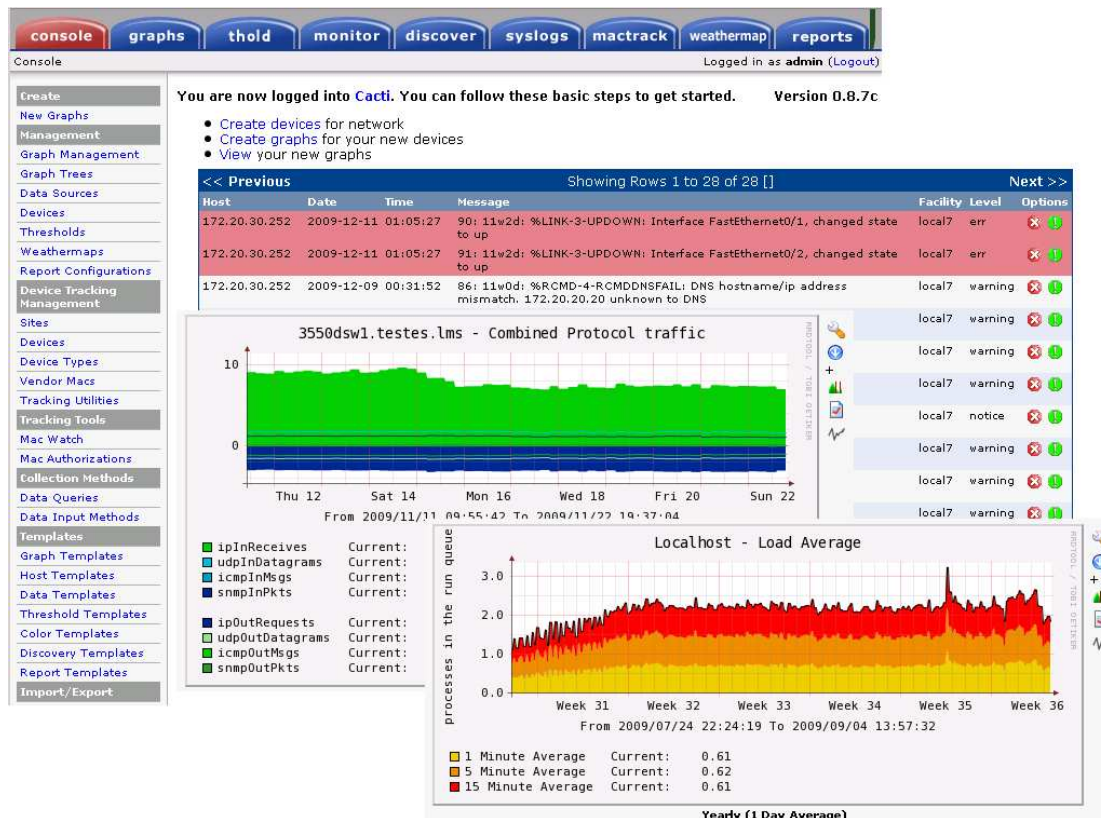 console graphs thold monitor discover syslogs mactrack weathermap reports
Console
Logged in as admin (Logout)
Create
New Graphs
Management
Graph Management
Graph Trees
Data Sources
Devices
Thresholds
Weathermaps
Report Configurations
Device Tracking
Management
Sites
Devices
Device Types
Vendor Macs
Tracking Utilities
Tracking Tools
Mac Watch
Mac Authorizations
Collection Methods
Data Queries
Data Input Methods
Templates
Graph Templates
Host Templates
Data Templates
Threshold Templates
Color Templates
Discovery Templates
Report Templates
Import/Export
You are now logged into Cacti. You can follow these basic steps to get started. Version 0.8.7c
Create devices for network
Create graphs for your new devices
View your new graphs
<< Previous Showing Rows 1 to 28 of 28 [] Next >>
Host Date Time Message Facility Level Options
172.20.30.252 2009-12-11 01:05:27 90: 11w2d: %LINK-3-UPDOWN: Interface FastEthernet0/1, changed state local7 err
to up
172.20.30.252 2009-12-11 01:05:27 91: 11w2d: %LINK-3-UPDOWN: Interface FastEthernet0/2, changed state local7 err
to up
172.20.30.252 2009-12-09 00:31:52 86: 11w0d: %RCMD-4-RCMDDNSFAIL: DNS hostname/ip address local7 warning
mismatch. 172.20.20.20 unknown to DNS
local7 warning
local7 warning
local7 warning
local7 notice
local7 warning
local7 warning
local7 warning
3550dsw1.testes.lms - Combined Protocol traffic
RRDTOOL / TOBI OETIKER
10
0
Thu 12 Sat 14 Mon 16 Wed 18 Fri 20 Sun 22
From 2009/11/11 09:55:42 To 2009/11/22 19:37:04
ipInReceives Current:
udpInDatagrams Current:
icmpInMsgs Current:
snmpInPkts Current:
ipOutRequests Current:
udpOutDatagrams Current:
icmpOutMsgs Current:
snmpOutPkts Current:
Localhost - Load Average
RRDTOOL / TOBI OETIKER
processes in the run queue
3.0
2.0
1.0
0.0
Week 31 Week 32 Week 33 Week 34 Week 35 Week 36
From 2009/07/24 22:24:19 To 2009/09/04 13:57:32
1 Minute Average Current: 0.61
5 Minute Average Current: 0.62
15 Minute Average Current: 0.61
Yearly (1 Day Average)